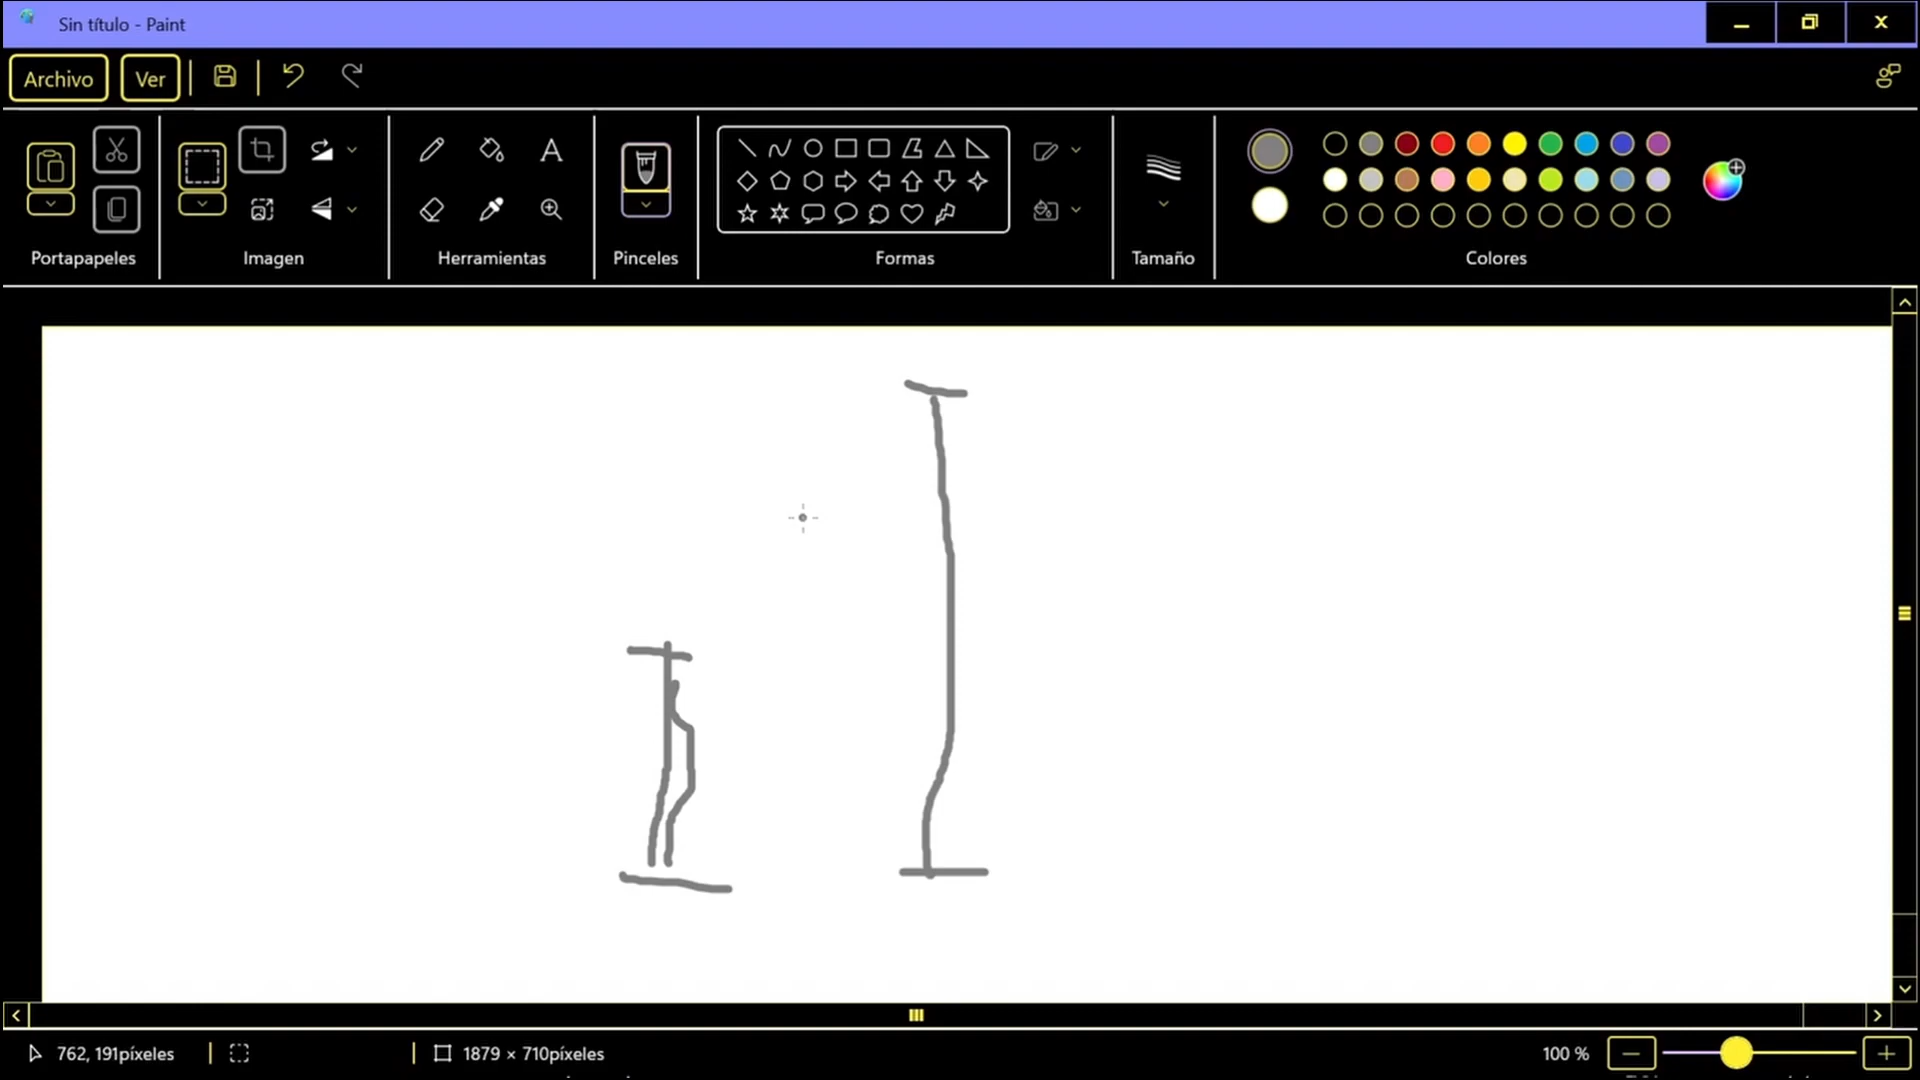 Sin título - Paint
Archivo Ver
Portapapeles Imagen Herramientas Pinceles Formas Tamaño Colores
762, 191píxeles 1879 × 710píxeles 100 %